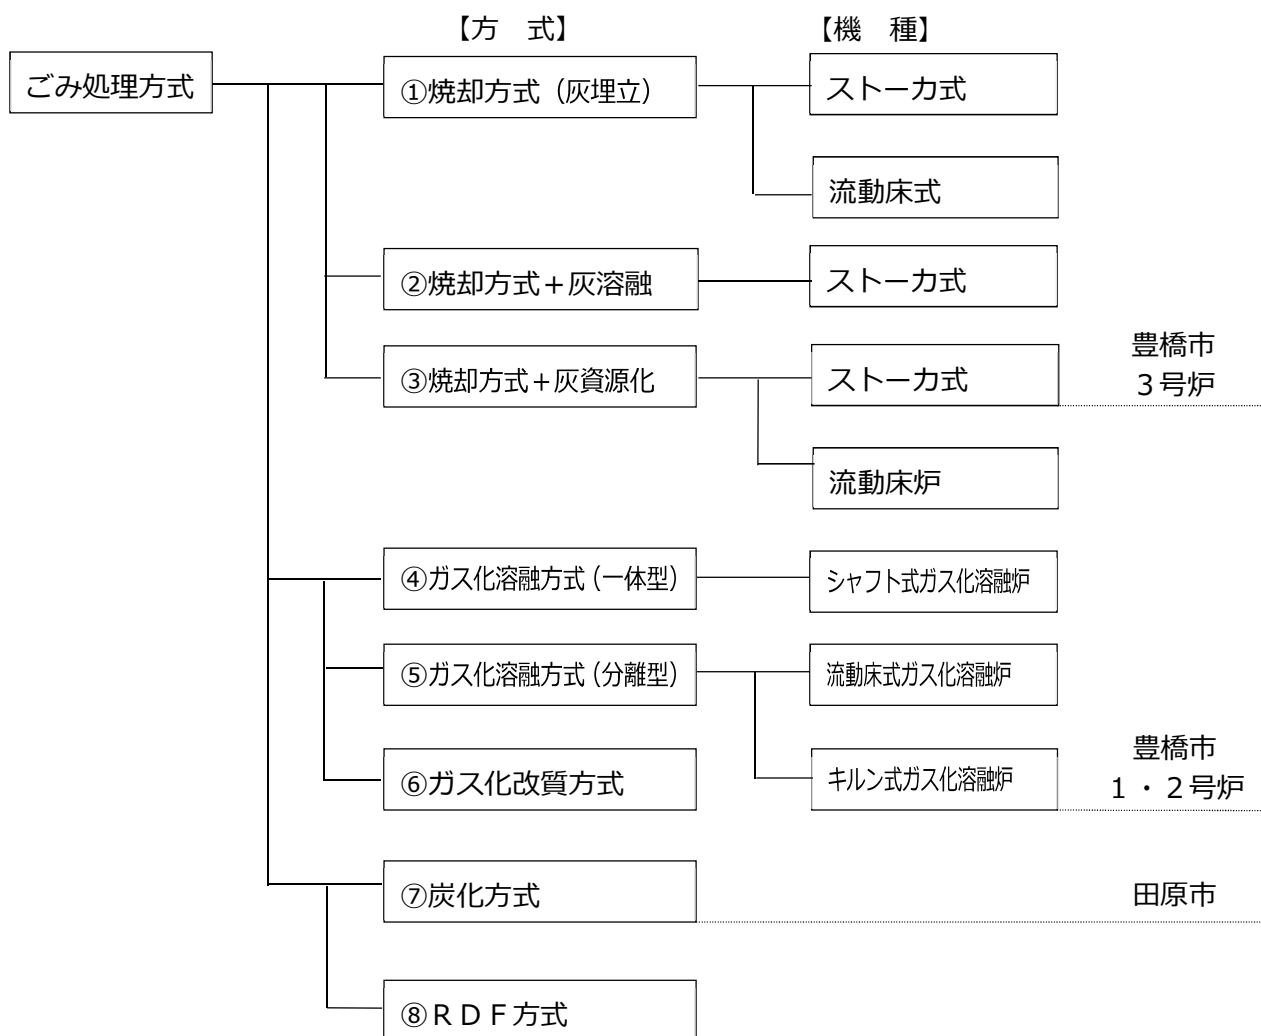 【方　式】
【機　種】
ごみ処理方式
①焼却方式（灰埋立）
ストーカ式
流動床式
②焼却方式＋灰溶融
ストーカ式
③焼却方式＋灰資源化
ストーカ式
豊橋市
３号炉
流動床炉
④ガス化溶融方式（一体型）
シャフト式ガス化溶融炉
⑤ガス化溶融方式（分離型）
流動床式ガス化溶融炉
⑥ガス化改質方式
キルン式ガス化溶融炉
豊橋市
１・２号炉
⑦炭化方式
田原市
⑧ＲＤＦ方式